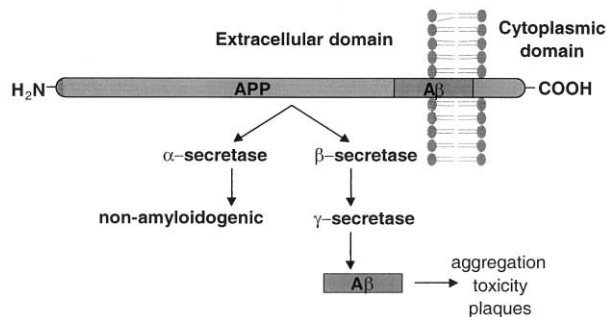 Extracellular domain
Cytoplasmic
domain
H₂N
APP
Aβ
COOH
α–secretase
β–secretase
non-amyloidogenic
γ–secretase
Aβ
aggregation
toxicity
plaques